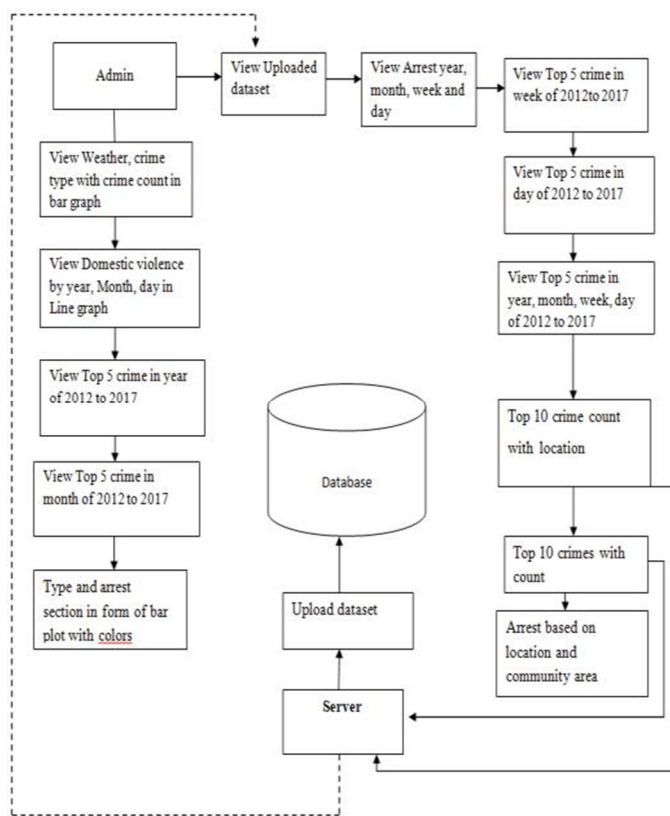 Admin
View Uploaded
dataset
View Arrest year,
month, week and
day
View Top 5 crime in
week of 2012to 2017
View Weather, crime
type with crime count in
bar graph
View Top 5 crime in
day of 2012 to 2017
View Domestic violence
by year, Month, day in
Line graph
View Top 5 crime in
year, month, week, day
of 2012 to 2017
View Top 5 crime in year
of 2012 to 2017
Top 10 crime count
with location
View Top 5 crime in
month of 2012 to 2017
Database
Top 10 crimes with
count
Type and arrest
section in form of bar
plot with colors
Upload dataset
Arrest based on
location and
community area
Server